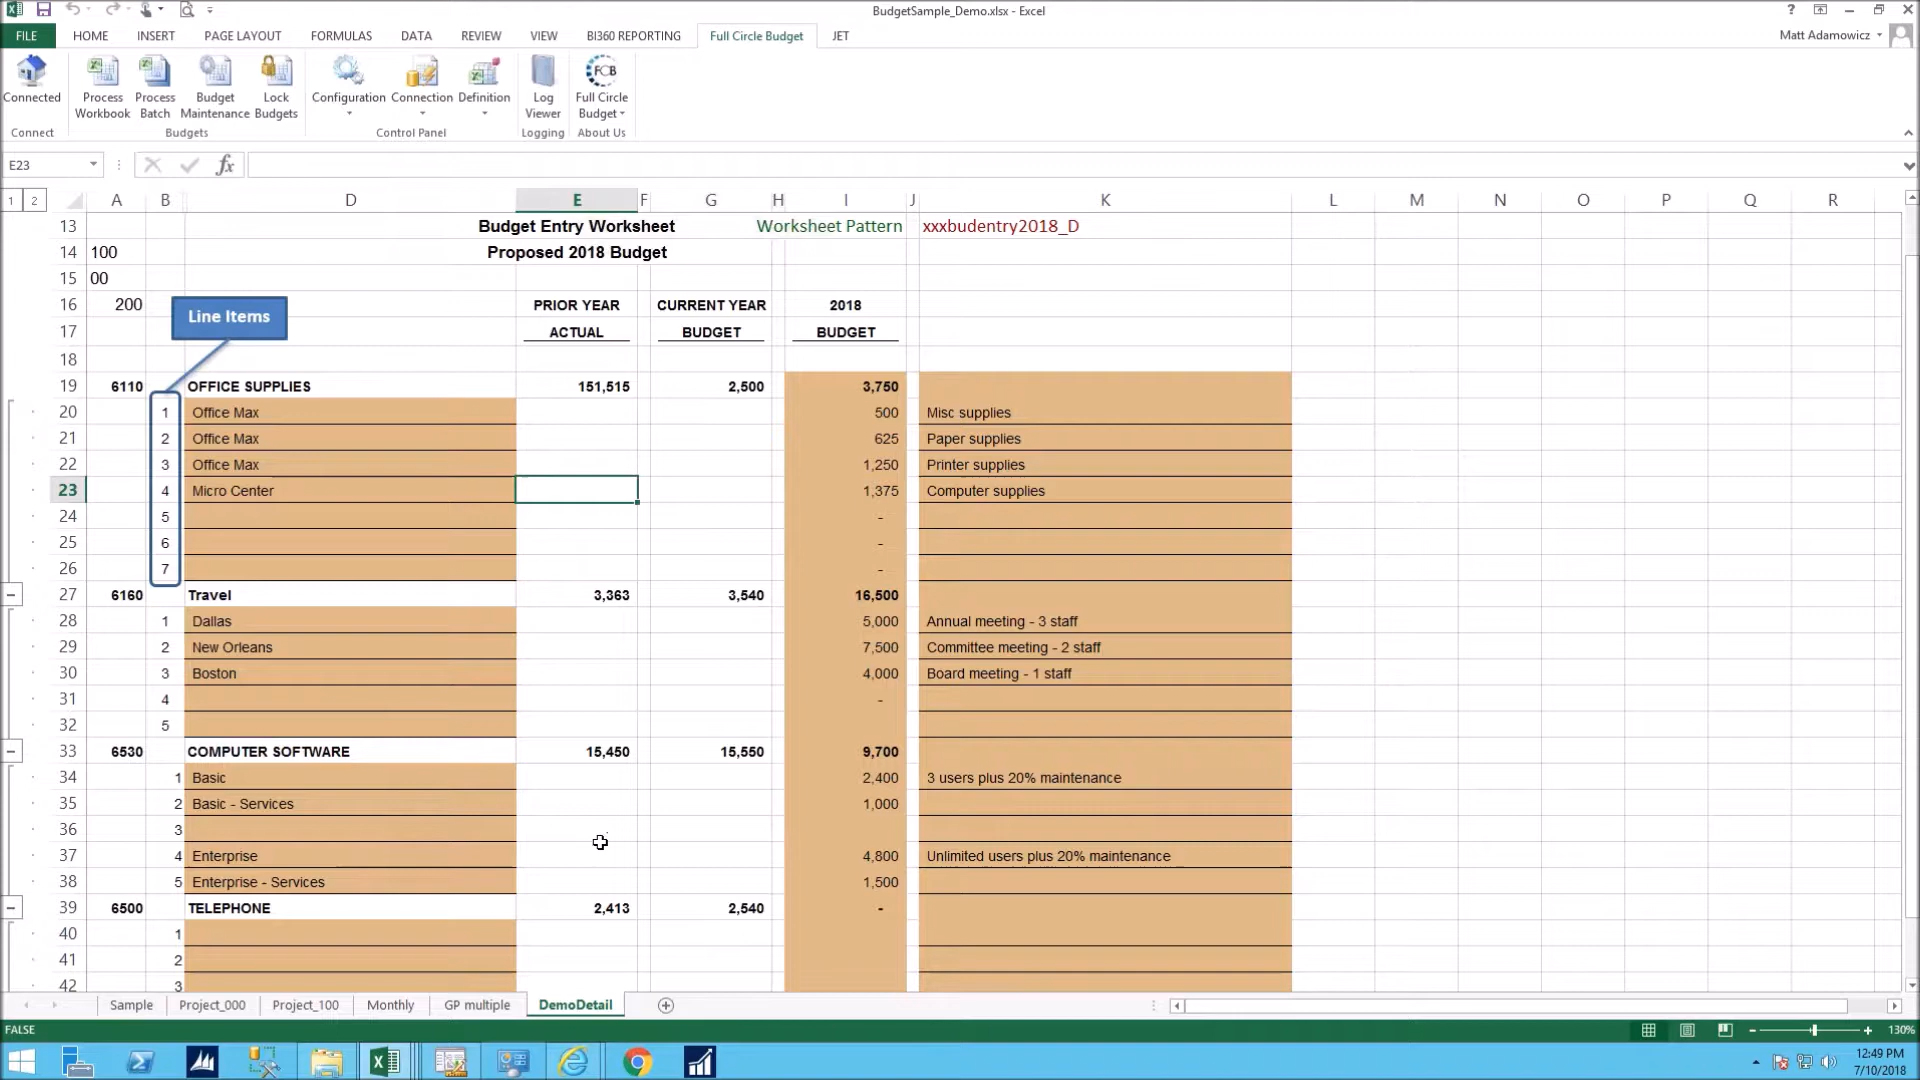 BudgetSample_Demo.xlsx - Excel
FILE HOME INSERT PAGE LAYOUT FORMULAS DATA REVIEW VIEW BI360 REPORTING Full Circle Budget JET Matt Adamowicz
Connected Process Workbook Process Batch Budget Maintenance Lock Budgets Configuration Connection Definition Log Viewer FCB Full Circle Budget
Connect Budgets Control Panel Logging About Us
E23 fx
1 2 A B D E F G H I J K L M N O P Q R
13 Budget Entry Worksheet Worksheet Pattern xxxbudentry2018_D
14 100 Proposed 2018 Budget
15 00
16 200 PRIOR YEAR CURRENT YEAR 2018
Line Items
17 ACTUAL BUDGET BUDGET
18
19 6110 OFFICE SUPPLIES 151,515 2,500 3,750
20 1 Office Max 500 Misc supplies
21 2 Office Max 625 Paper supplies
22 3 Office Max 1,250 Printer supplies
23 4 Micro Center 1,375 Computer supplies
24 5 -
25 6 -
26 7 -
27 6160 Travel 3,363 3,540 16,500
28 1 Dallas 5,000 Annual meeting - 3 staff
29 2 New Orleans 7,500 Committee meeting - 2 staff
30 3 Boston 4,000 Board meeting - 1 staff
31 4 -
32 5
33 6530 COMPUTER SOFTWARE 15,450 15,550 9,700
34 1 Basic 2,400 3 users plus 20% maintenance
35 2 Basic - Services 1,000
36 3
37 4 Enterprise 4,800 Unlimited users plus 20% maintenance
38 5 Enterprise - Services 1,500
39 6500 TELEPHONE 2,413 2,540 -
40 1
41 2
42 3
Sample Project_000 Project_100 Monthly GP multiple DemoDetail
FALSE 130%
12:49 PM
7/10/2018